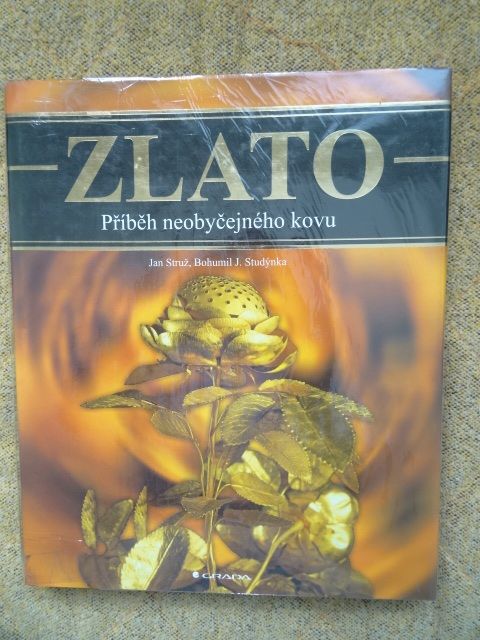 ZLATO
Příběh neobyčejného kovu
Jan Struž, Bohumil J. Studýnka
GRADA